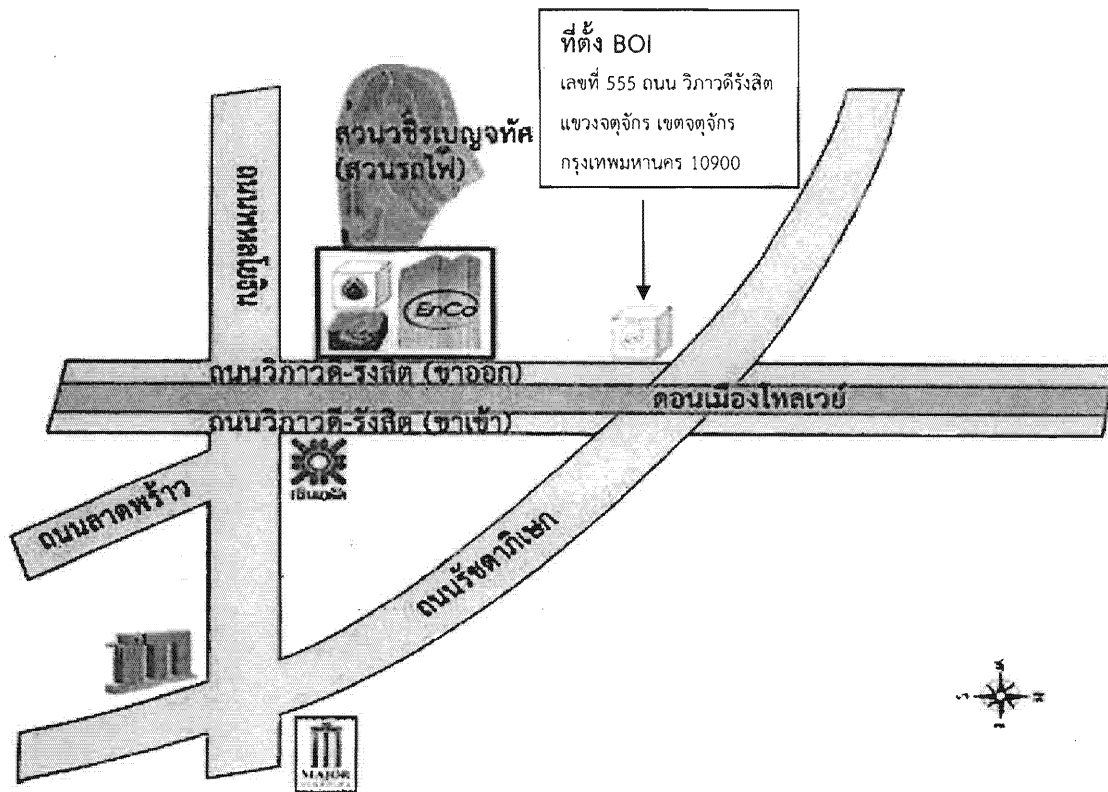 ที่ตั้ง BOI
เลขที่ 555 ถนน วิภาวดีรังสิต
แขวงจตุจักร เขตจตุจักร
กรุงเทพมหานคร 10900
สวนวชิรเบญจทัศ
(สวนรถไฟ)
ถนนพหลโยธิน
EnCo
ถนนวิภาวดี-รังสิต (ขาออก)
ดอนเมืองโทลเวย์
ถนนวิภาวดี-รังสิต (ขาเข้า)
เซ็นทรัล
ถนนลาดพร้าว
ถนนรัชดาภิเษก
MAJOR